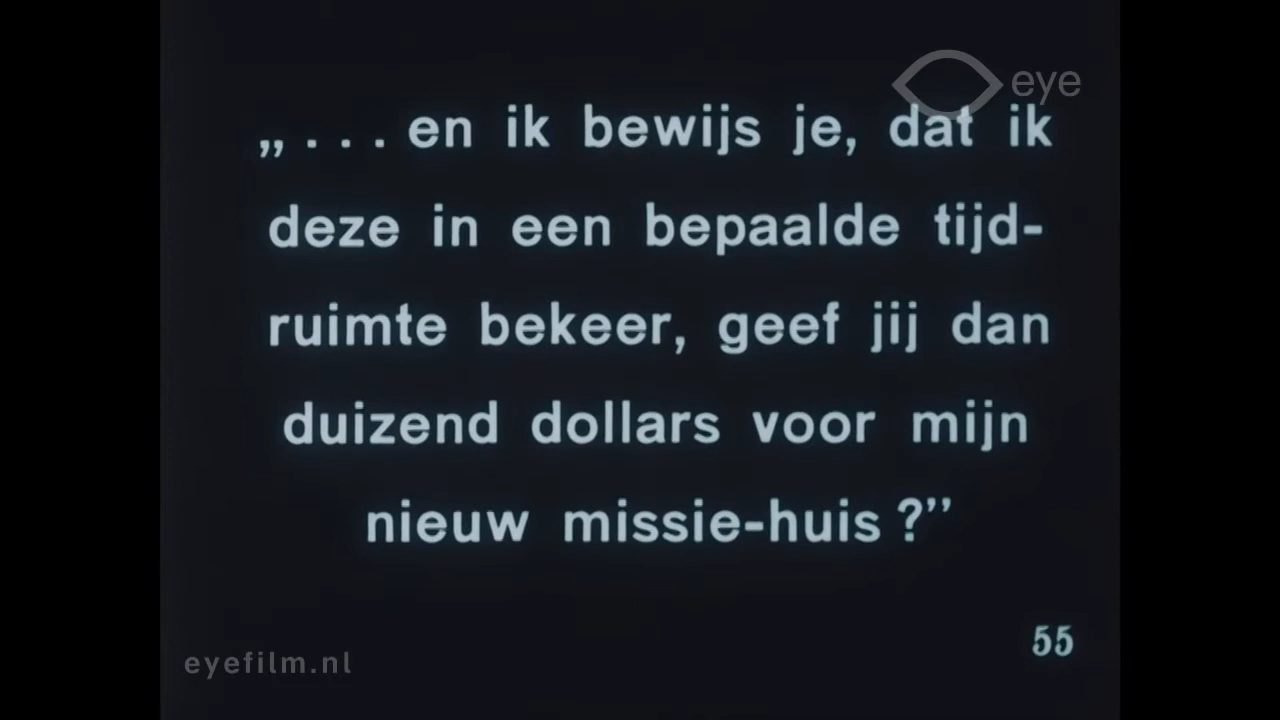 eye
„... en ik bewijs je, dat ik
deze in een bepaalde tijd-
ruimte bekeer, geef jij dan
duizend dollars voor mijn
nieuw missie-huis ?”
55
eyefilm.nl